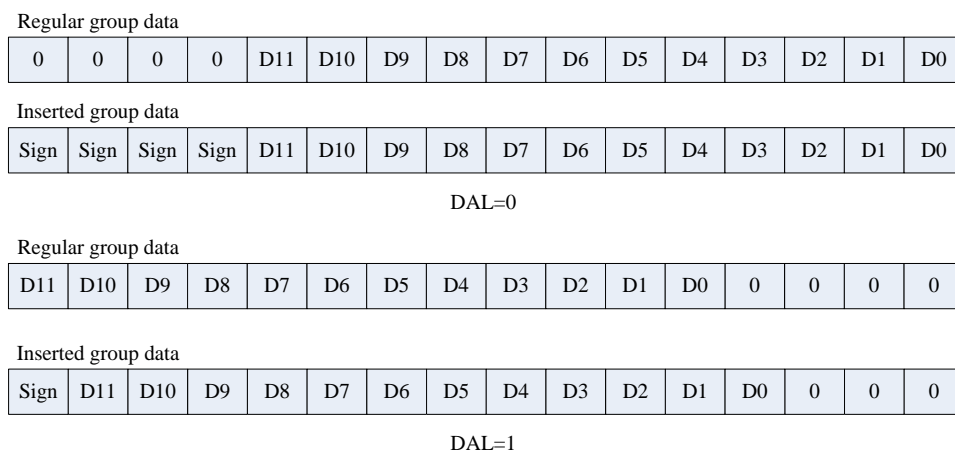 Regular group data
0 0 0 0 D11 D10 D9 D8 D7 D6 D5 D4 D3 D2 D1 D0
Inserted group data
Sign Sign Sign Sign D11 D10 D9 D8 D7 D6 D5 D4 D3 D2 D1 D0
DAL=0
Regular group data
D11 D10 D9 D8 D7 D6 D5 D4 D3 D2 D1 D0 0 0 0 0
Inserted group data
Sign D11 D10 D9 D8 D7 D6 D5 D4 D3 D2 D1 D0 0 0 0
DAL=1